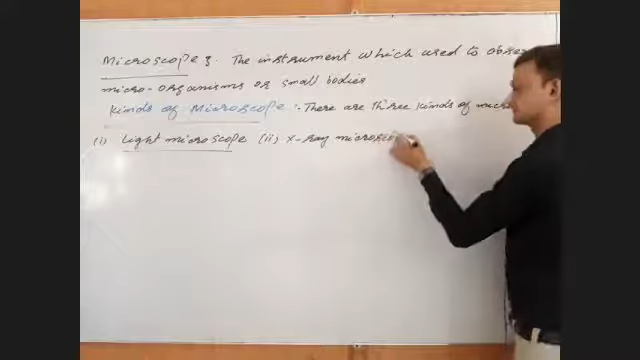 Microscope : The instrument which used to obser
micro-organisms or small bodies
Kinds of Microscope :- There are three kinds of micr
(i) Light microscope (ii) x-ray microsco